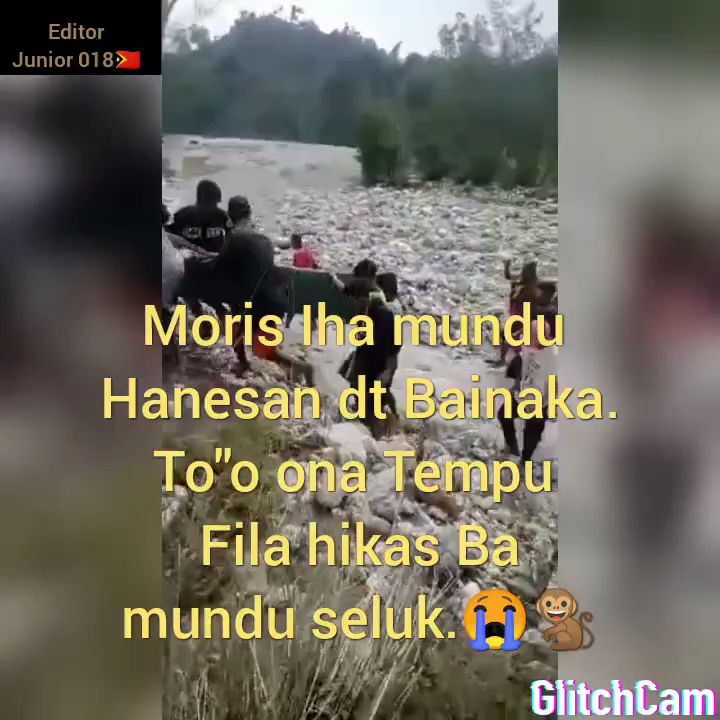 Editor
Junior 018🇹🇱
Moris Iha mundu
Hanesan dt Bainaka.
To"o ona Tempu
Fila hikas Ba
mundu seluk.😭🐒
GlitchCam